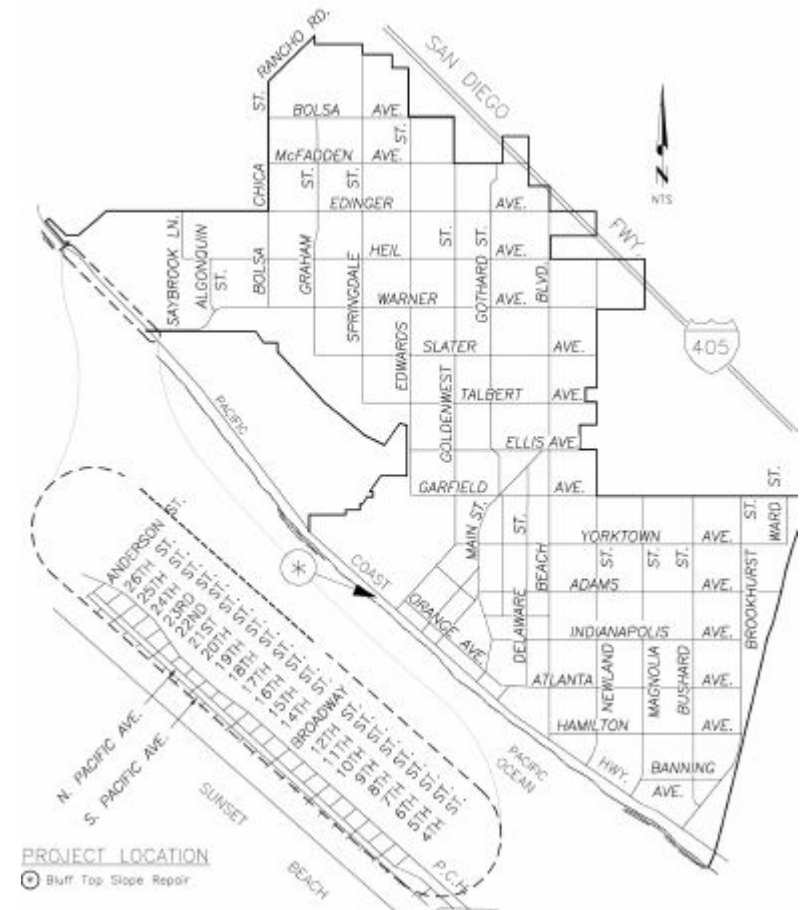 RANCHO RD.
ST.
CHICA
BOLSA
BOLSA AVE.
McFADDEN AVE.
ST.
ST.
ST.
EDINGER AVE.
SAN DIEGO
FWY.
405
N
NTS
SAYBROOK LN.
ALGONQUIN
ST.
GRAHAM
SPRINGDALE
HEIL AVE.
ST.
GOTHARD ST.
BLVD.
WARNER AVE.
EDWARDS
SLATER AVE.
GOLDENWEST
TALBERT AVE.
ELLIS AVE.
GARFIELD AVE.
PACIFIC
COAST
HWY.
MAIN ST.
ST.
DELAWARE
BEACH
ORANGE AVE.
YORKTOWN AVE.
ST.
ST.
ST.
ST.
ST.
WARD
BROOKHURST
ADAMS AVE.
INDIANAPOLIS AVE.
ATLANTA AVE.
NEWLAND
MAGNOLIA
BUSHARD
HAMILTON AVE.
BANNING
AVE.
PACIFIC
OCEAN
*
ANDERSON ST.
26TH ST.
25TH ST.
24TH ST.
23RD ST.
22ND ST.
21ST ST.
20TH ST.
19TH ST.
18TH ST.
17TH ST.
16TH ST.
15TH ST.
14TH ST.
BROADWAY
12TH ST.
11TH ST.
10TH ST.
9TH ST.
8TH ST.
7TH ST.
6TH ST.
5TH ST.
4TH ST.
N. PACIFIC AVE.
S. PACIFIC AVE.
SUNSET
BEACH
P.C.H.
PROJECT LOCATION
* Bluff Top Slope Repair